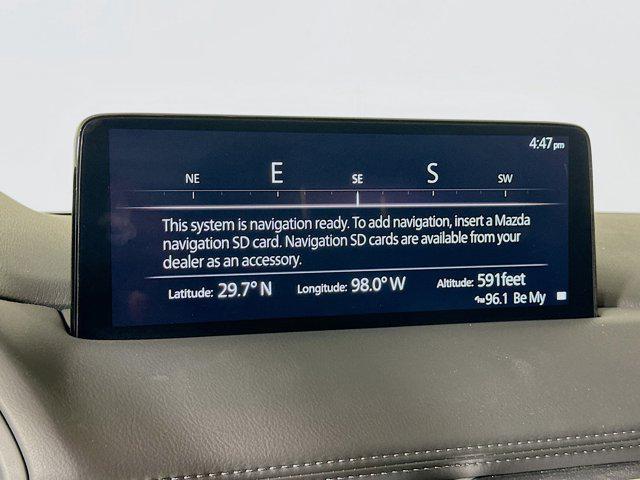 4:47 pm
NE E SE S SW
This system is navigation ready. To add navigation, insert a Mazda
navigation SD card. Navigation SD cards are available from your
dealer as an accessory.
Latitude: 29.7° N Longitude: 98.0° W Altitude: 591feet
96.1 Be My